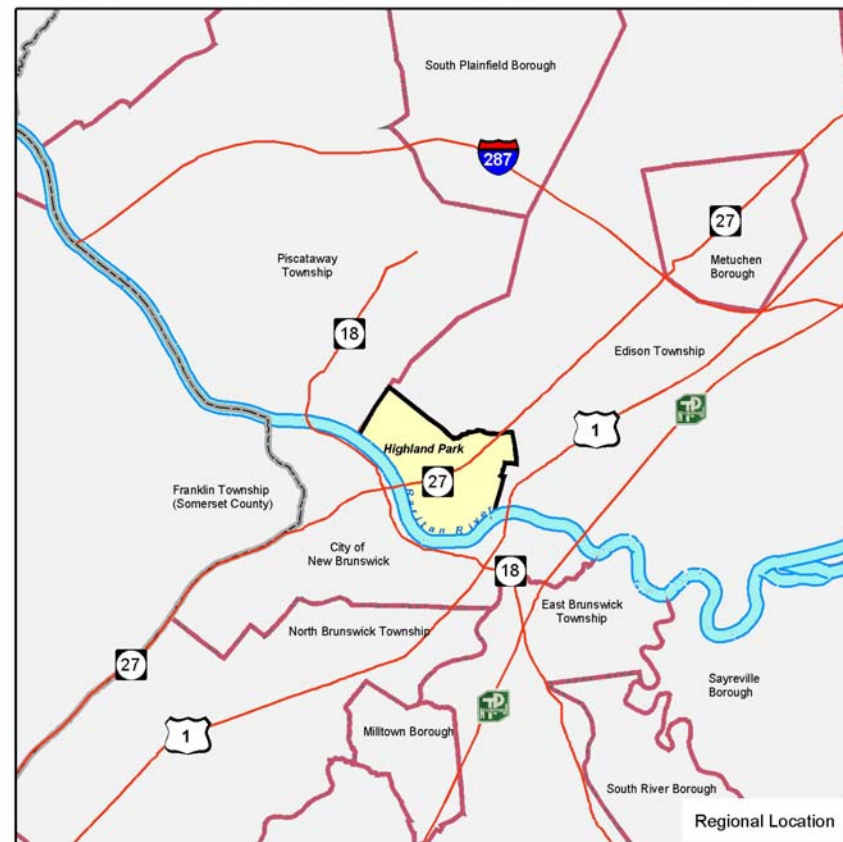 South Plainfield Borough
287
27
Metuchen
Borough
Piscataway
Township
18
Edison Township
1
Highland Park
27
Franklin Township
(Somerset County)
Raritan River
City of
New Brunswick
18
East Brunswick
Township
North Brunswick Township
27
Sayreville
Borough
1
Milltown Borough
South River Borough
Regional Location